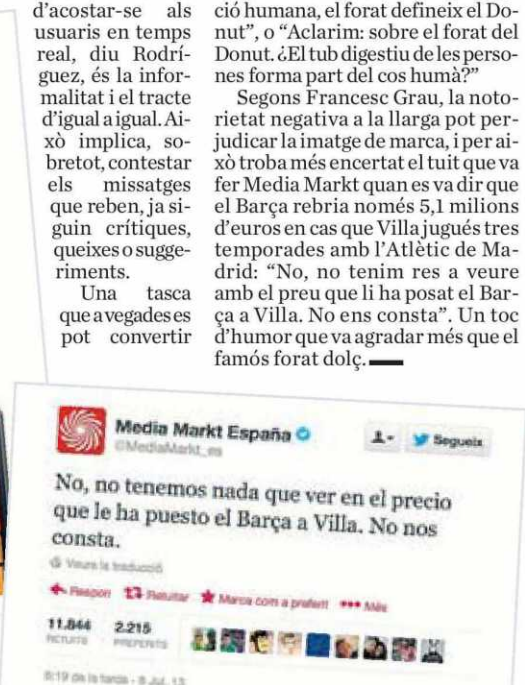 d'acostar-se als
usuaris en temps
real, diu Rodrí-
guez, és la infor-
malitat i el tracte
d'igual a igual. Ai-
xò implica, so-
bretot, contestar
els missatges
que reben, ja si-
guin crítiques,
queixes o sugge-
riments.
Una tasca
que a vegades es
pot convertir
ció humana, el forat defineix el Do-
nut", o "Aclarim: sobre el forat del
Donut. ¿El tub digestiu de les perso-
nes forma part del cos humà?"
Segons Francesc Grau, la noto-
rietat negativa a la llarga pot per-
judicar la imatge de marca, i per ai-
xò troba més encertat el tuit que va
fer Media Markt quan es va dir que
el Barça rebria només 5,1 milions
d'euros en cas que Villa jugués tres
temporades amb l'Atlètic de Ma-
drid: "No, no tenim res a veure
amb el preu que li ha posat el Bar-
ça a Villa. No ens consta". Un toc
d'humor que va agradar més que el
famós forat dolç.
Media Markt España
@MediaMarkt_es
Segueix
No, no tenemos nada que ver en el precio
que le ha puesto el Barça a Villa. No nos
consta.
Veure la traducció
Respon Retuitar Marca com a preferit Més
11.844 2.215
RETUITS PREFERITS
8:19 de la tarda - 8 Jul. 13